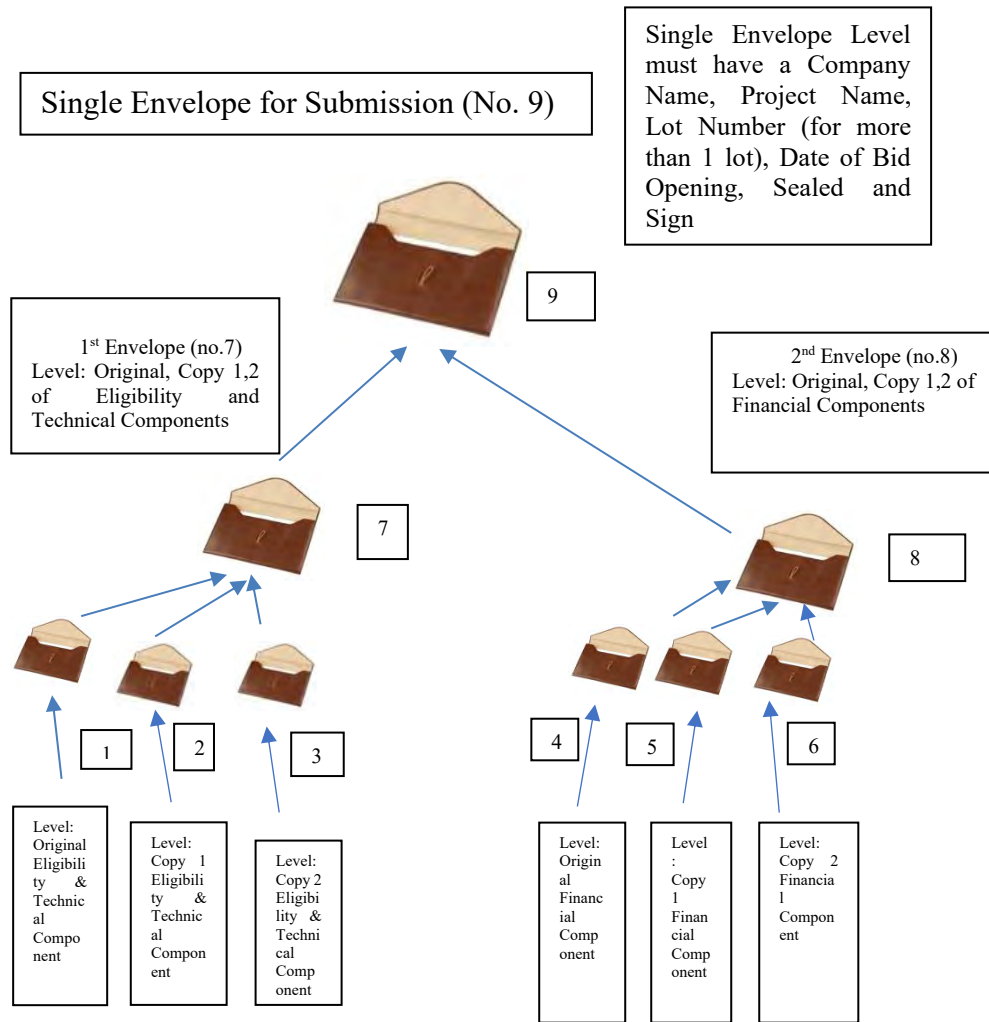 Single Envelope Level
must have a Company
Name, Project Name,
Lot Number (for more
than 1 lot), Date of Bid
Opening, Sealed and
Sign
Single Envelope for Submission (No. 9)
9
1st Envelope (no.7)
Level: Original, Copy 1,2
of Eligibility and
Technical Components
2nd Envelope (no.8)
Level: Original, Copy 1,2 of
Financial Components
7
8
1
2
3
4
5
6
Level:
Original
Eligibili
ty &
Technic
al
Compo
nent
Level:
Copy 1
Eligibili
ty &
Technic
al
Compon
ent
Level:
Copy 2
Eligibi
lity &
Techni
cal
Comp
onent
Level:
Origin
al
Financ
ial
Comp
onent
Level
:
Copy
1
Finan
cial
Comp
onent
Level:
Copy 2
Financia
l
Compon
ent